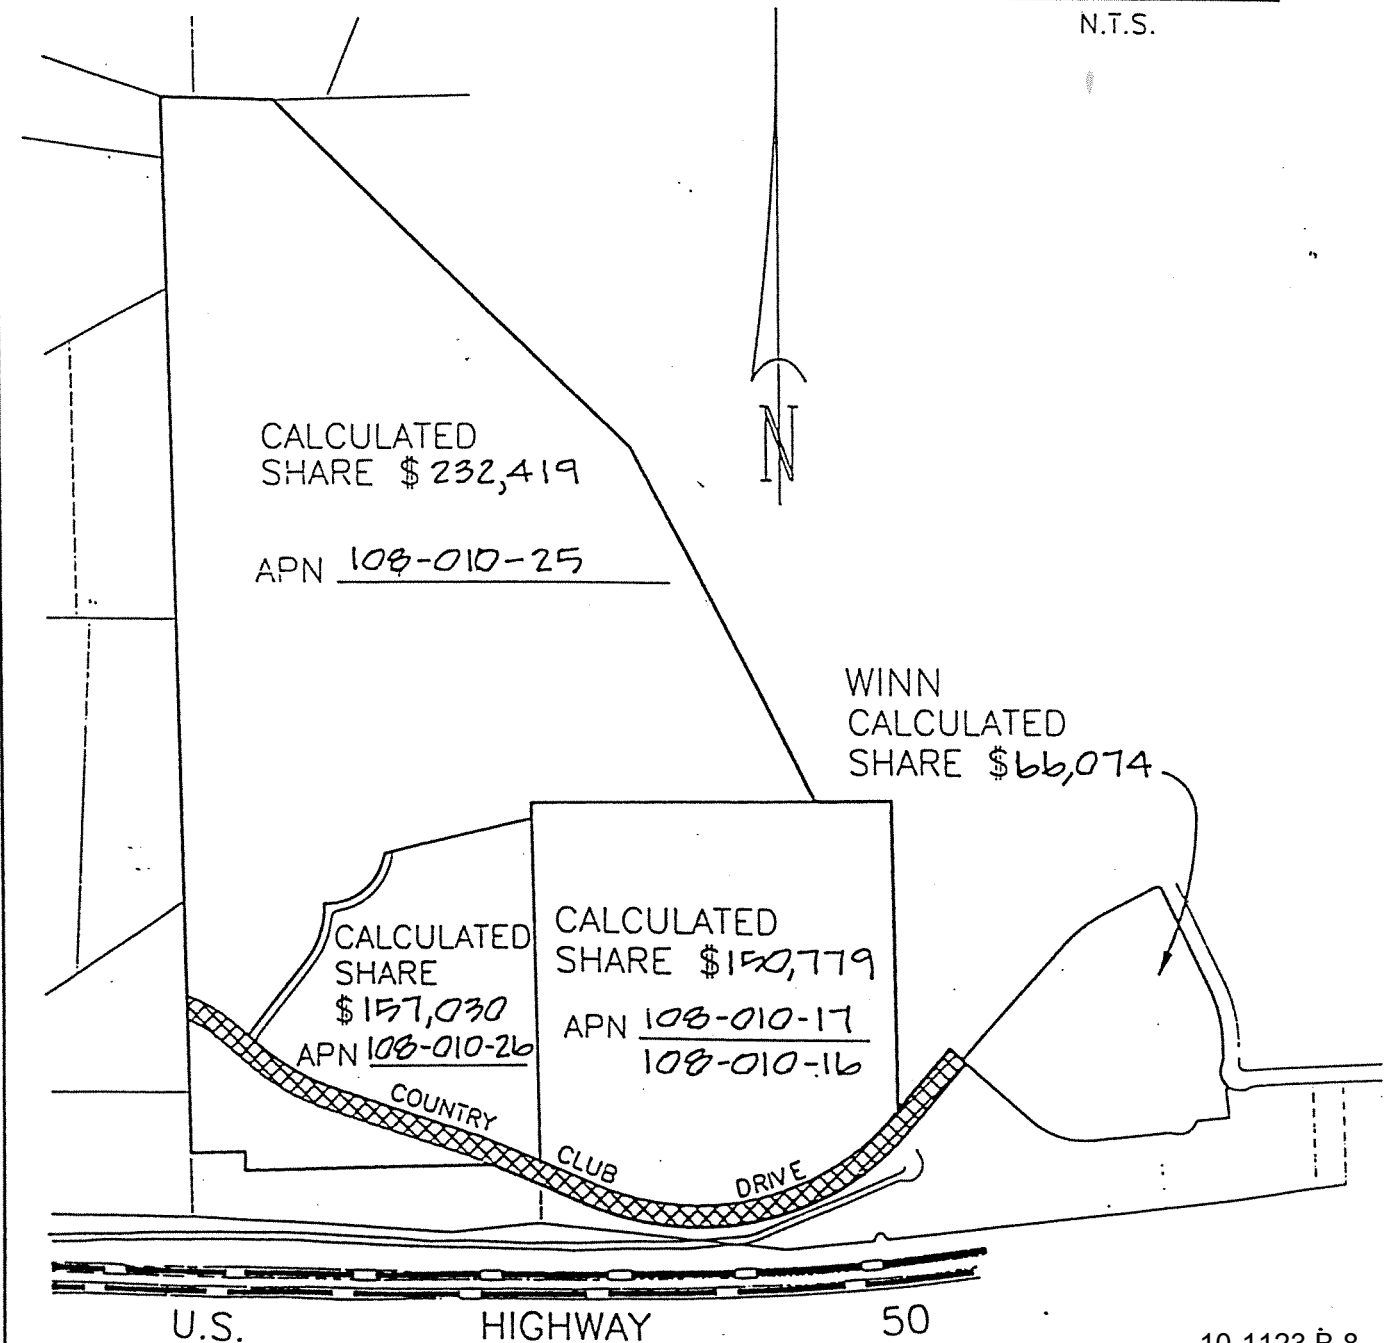 N.T.S.
N
CALCULATED
SHARE $ 232,419
APN 108-010-25
WINN
CALCULATED
SHARE $66,074
CALCULATED
SHARE
$157,030
APN 108-010-26
CALCULATED
SHARE $150,779
APN 108-010-17
108-010-16
COUNTRY
CLUB
DRIVE
U.S. HIGHWAY 50